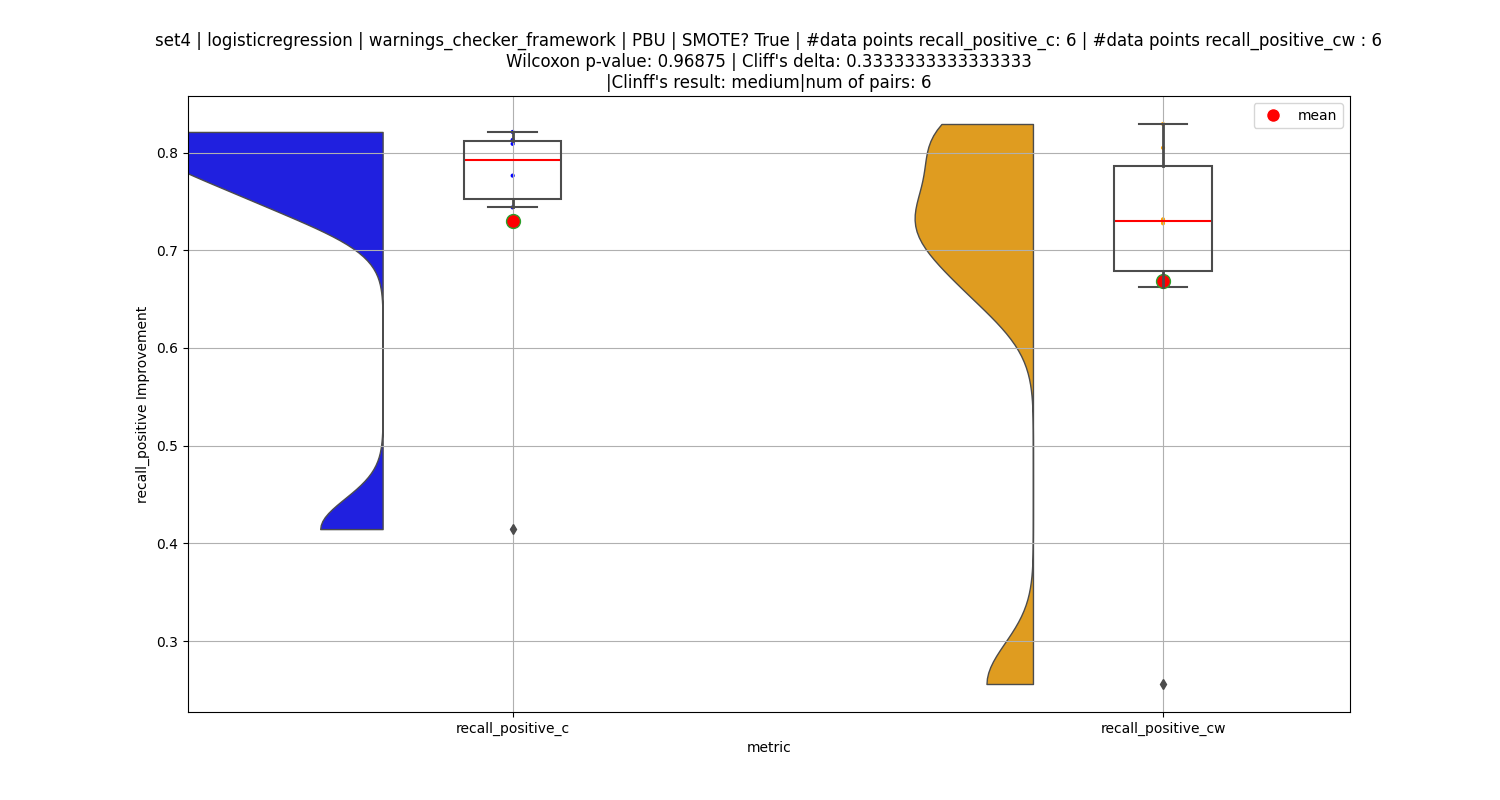 set4 | logisticregression | warnings_checker_framework | PBU | SMOTE? True | #data points recall_positive_c: 6 | #data points recall_positive_cw : 6
Wilcoxon p-value: 0.96875 | Cliff's delta: 0.3333333333333333
|Clinff's result: medium|num of pairs: 6
mean
0.8
0.7
0.6
0.5
0.4
0.3
recall_positive Improvement
recall_positive_c
recall_positive_cw
metric